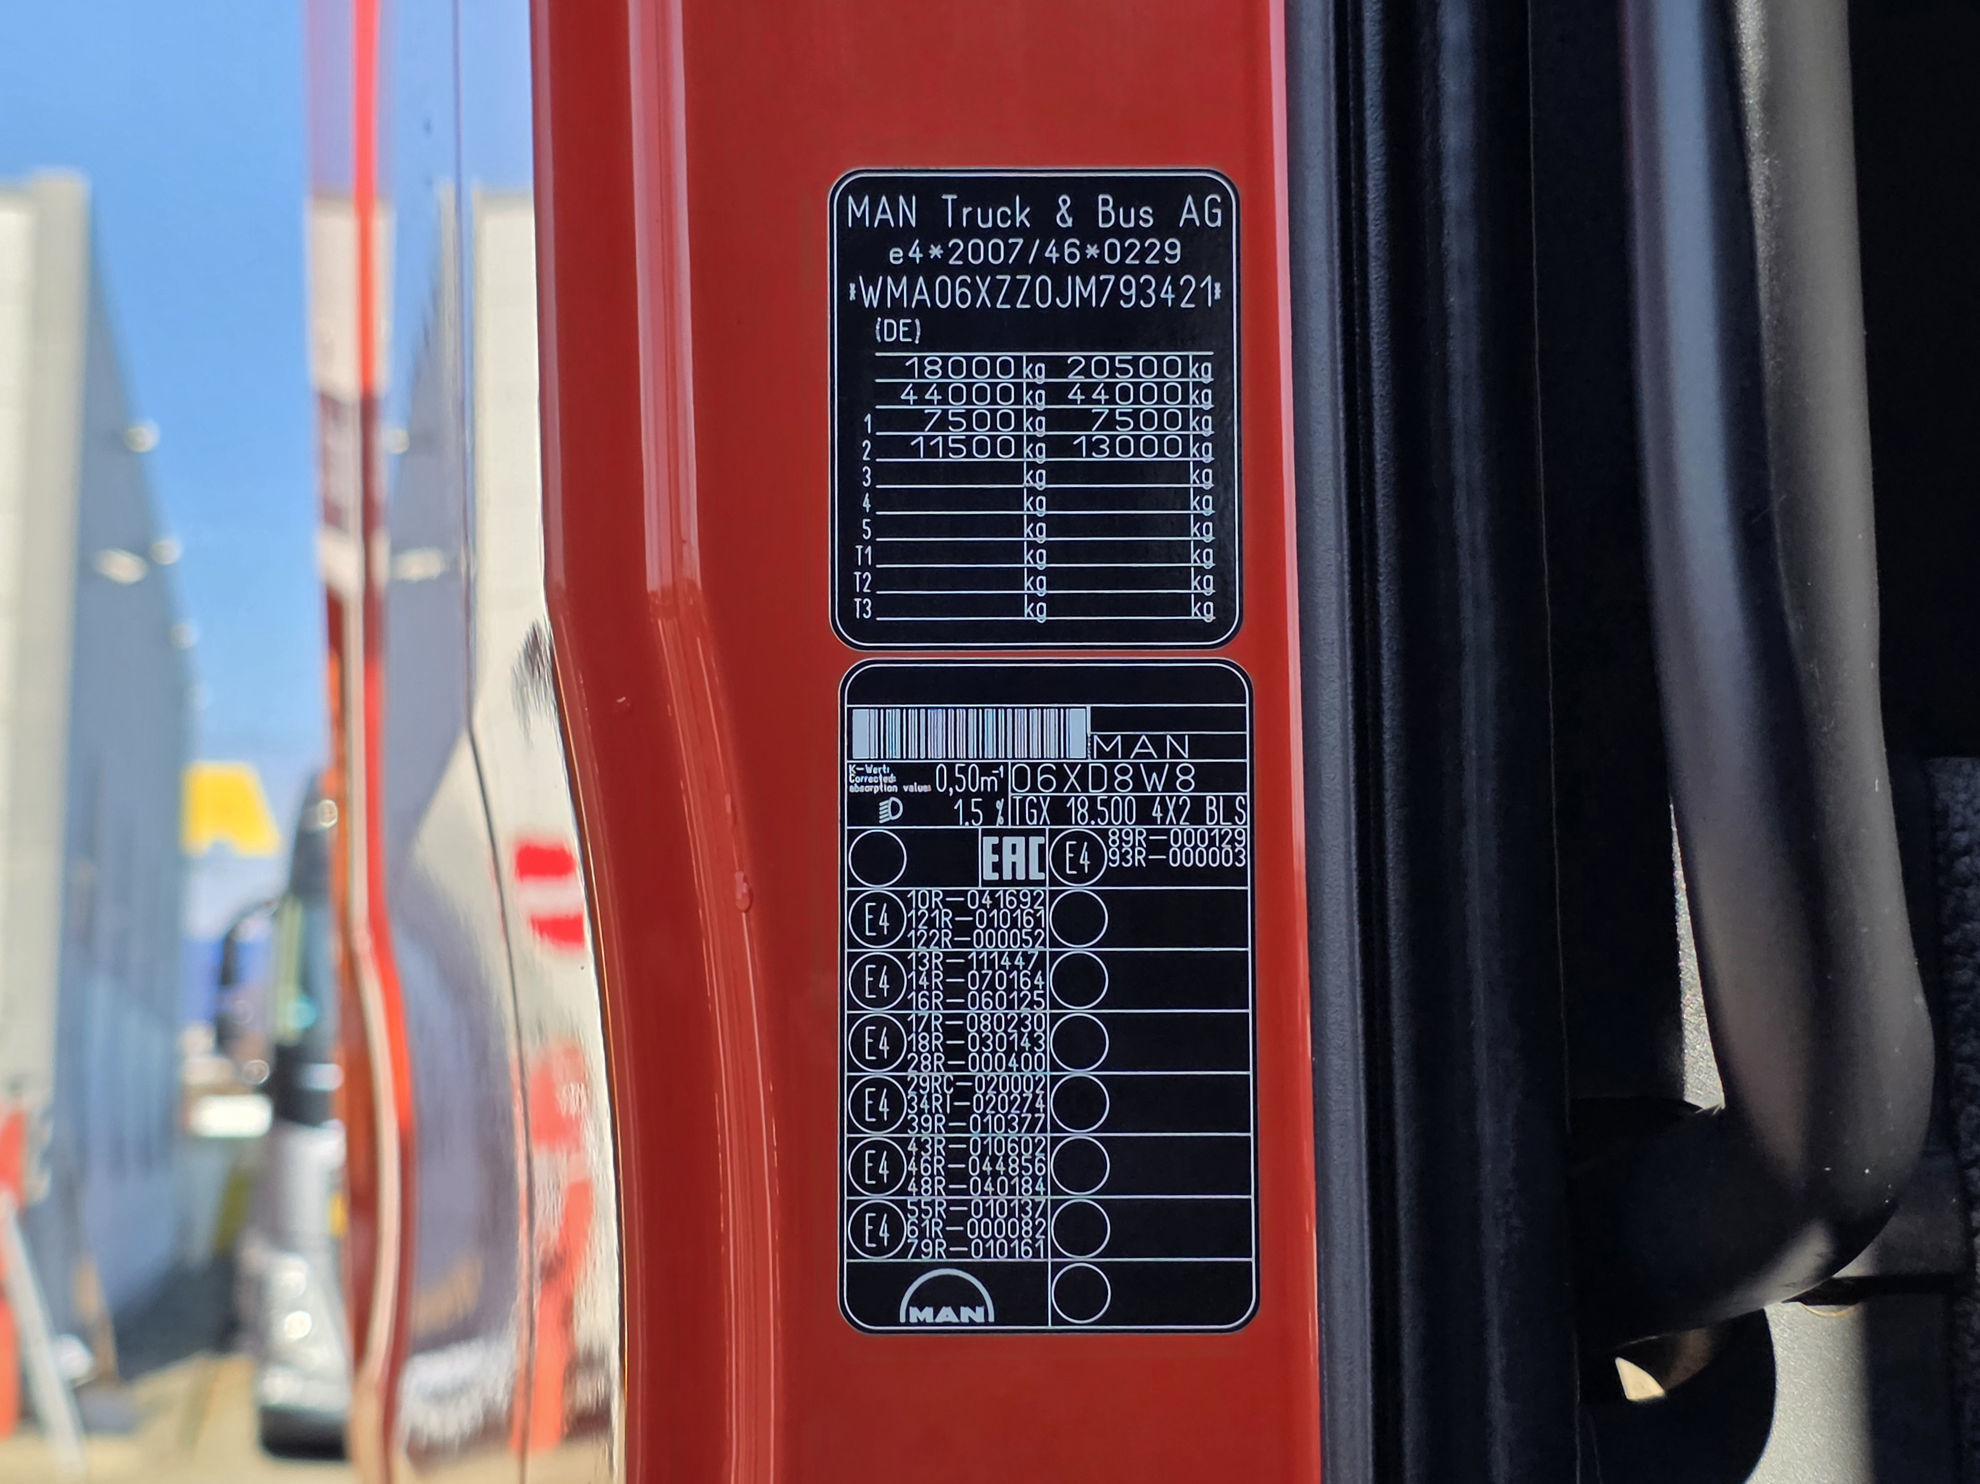 MAN Truck & Bus AG
e4*2007/46*0229
*WMA06XZZ0JM793421*
(DE)
18000 kg 20500 kg
44000 kg 44000 kg
1 7500 kg 7500 kg
2 11500 kg 13000 kg
3 kg kg
4 kg kg
5 kg kg
T1 kg kg
T2 kg kg
T3 kg kg
MAN
K-Wert:
Corrected:
absorption value: 0,50m⁻¹ 06XD8W8
1.5 % TGX 18.500 4X2 BLS
EAC E4 89R-000129
93R-000003
10R-041692
E4 121R-010161
122R-000052
13R-111447
E4 14R-070164
16R-060125
17R-080230
E4 18R-030143
28R-000400
29RC-020002
E4 34RI-020274
39R-010377
43R-010602
E4 46R-044856
48R-040184
55R-010137
E4 61R-000082
79R-010161
MAN